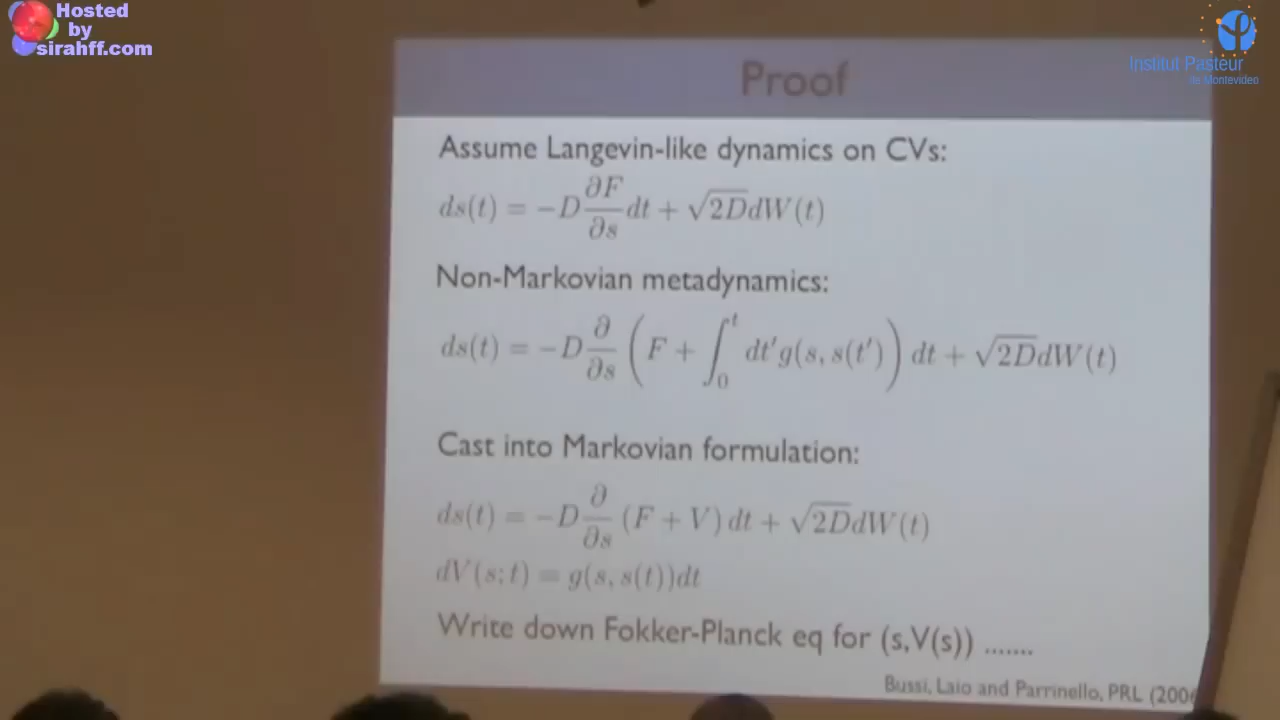 Hosted
by
sirahff.com
Institut Pasteur
de Montevideo
Proof
Assume Langevin-like dynamics on CVs:
ds(t) = −D ∂F/∂s dt + √2D dW(t)
Non-Markovian metadynamics:
ds(t) = −D ∂/∂s (F + ∫₀ᵗ dt′g(s, s(t′)) dt + √2D dW(t)
Cast into Markovian formulation:
ds(t) = −D ∂/∂s (F + V) dt + √2D dW(t)
dV(s; t) = g(s, s(t))dt
Write down Fokker-Planck eq for (s,V(s)) .......
Bussi, Laio and Parrinello, PRL (2006